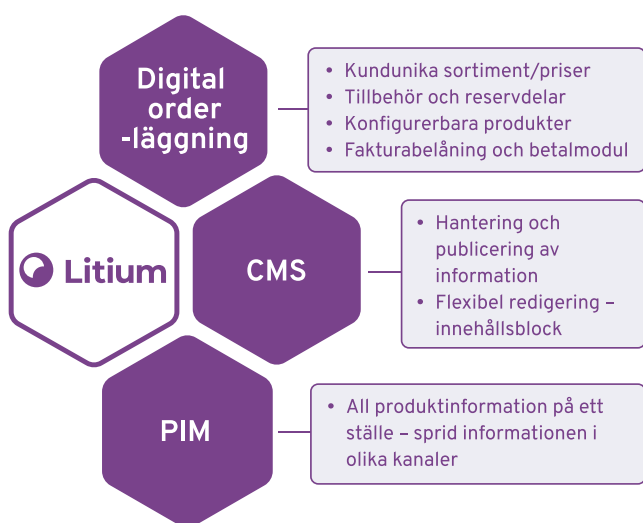 Digital
order
-läggning
• Kundunika sortiment/priser
• Tillbehör och reservdelar
• Konfigurerbara produkter
• Fakturabelåning och betalmodul
Litium
CMS
• Hantering och
publicering av
information
• Flexibel redigering –
innehållsblock
PIM
• All produktinformation på ett
ställe – sprid informationen i
olika kanaler